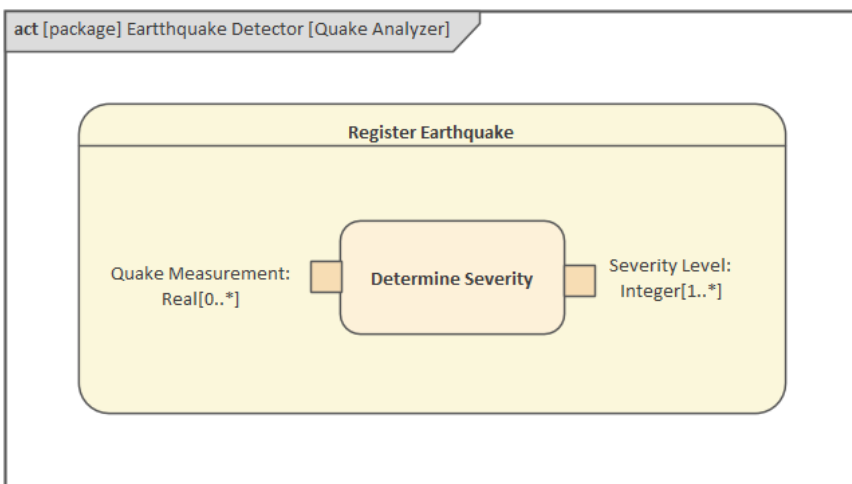 act [package] Eartthquake Detector [Quake Analyzer]
Register Earthquake
Quake Measurement:
Real[0..*]
Determine Severity
Severity Level:
Integer[1..*]